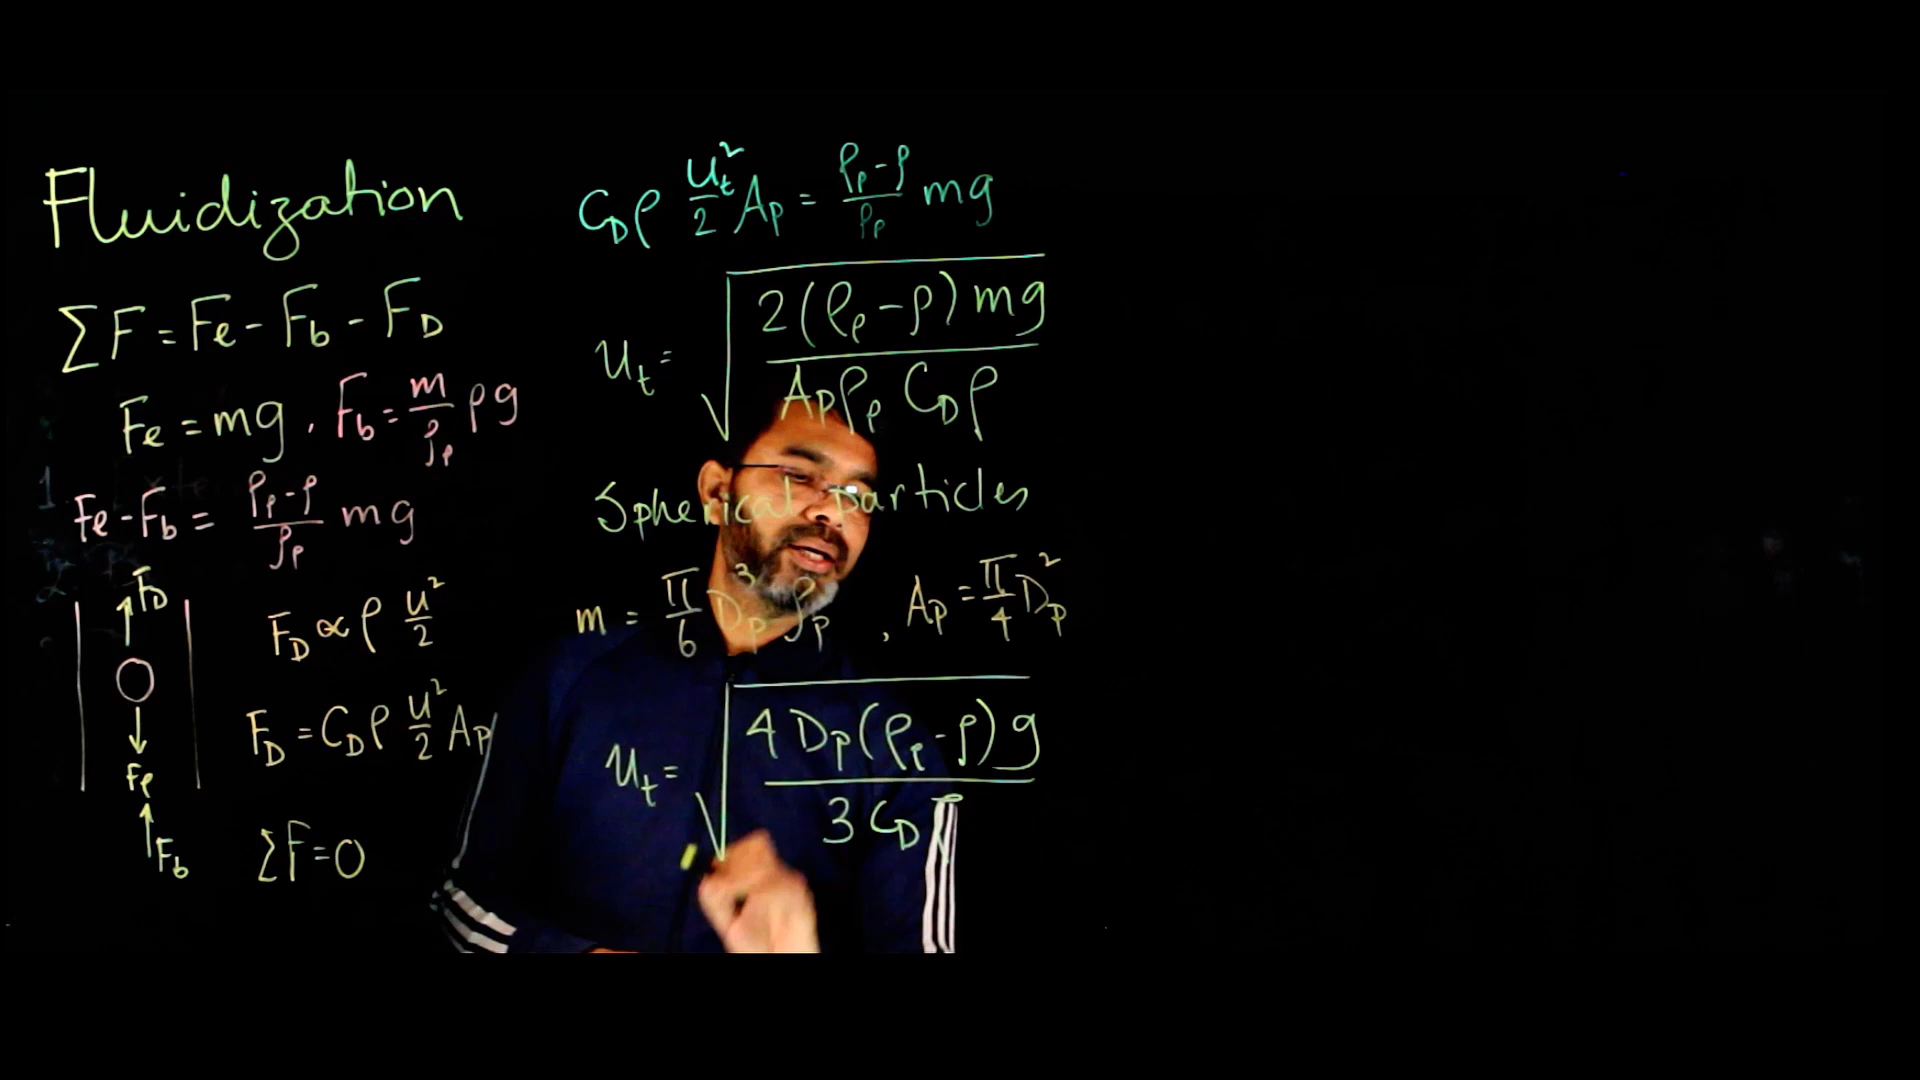 Fluidization
ΣF = Fe - Fb - FD
Fe = mg , Fb = m/ρp ρg
Fe - Fb = (ρp - ρ)/ρp mg
FD
Fe
Fb
FD ∝ ρ u²/2
FD = CD ρ u²/2 Ap
ΣF = 0
CD ρ ut²/2 Ap = (ρp - ρ)/ρp mg
ut = √(2(ρp - ρ) mg / Ap ρp CD ρ)
Spherical particles
m = π/6 Dp³ ρp , Ap = π/4 Dp²
ut = √(4 Dp (ρp - ρ) g / 3 CD ρ)